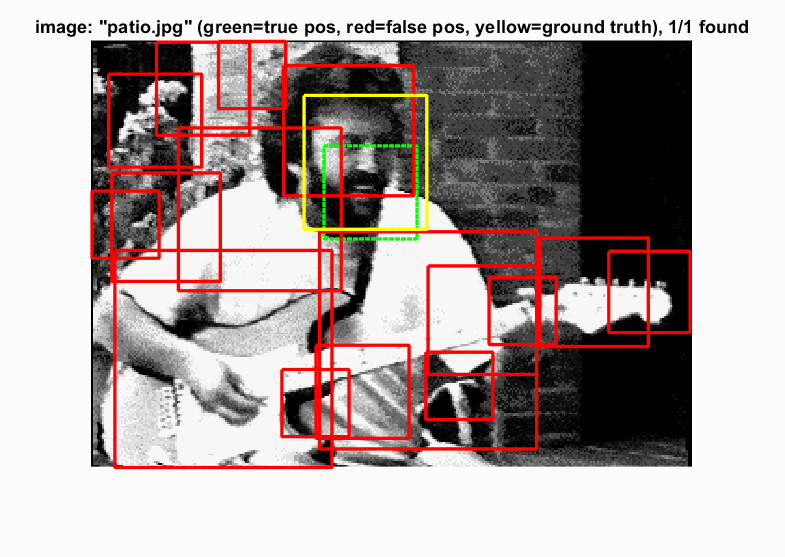 image: "patio.jpg" (green=true pos, red=false pos, yellow=ground truth), 1/1 found